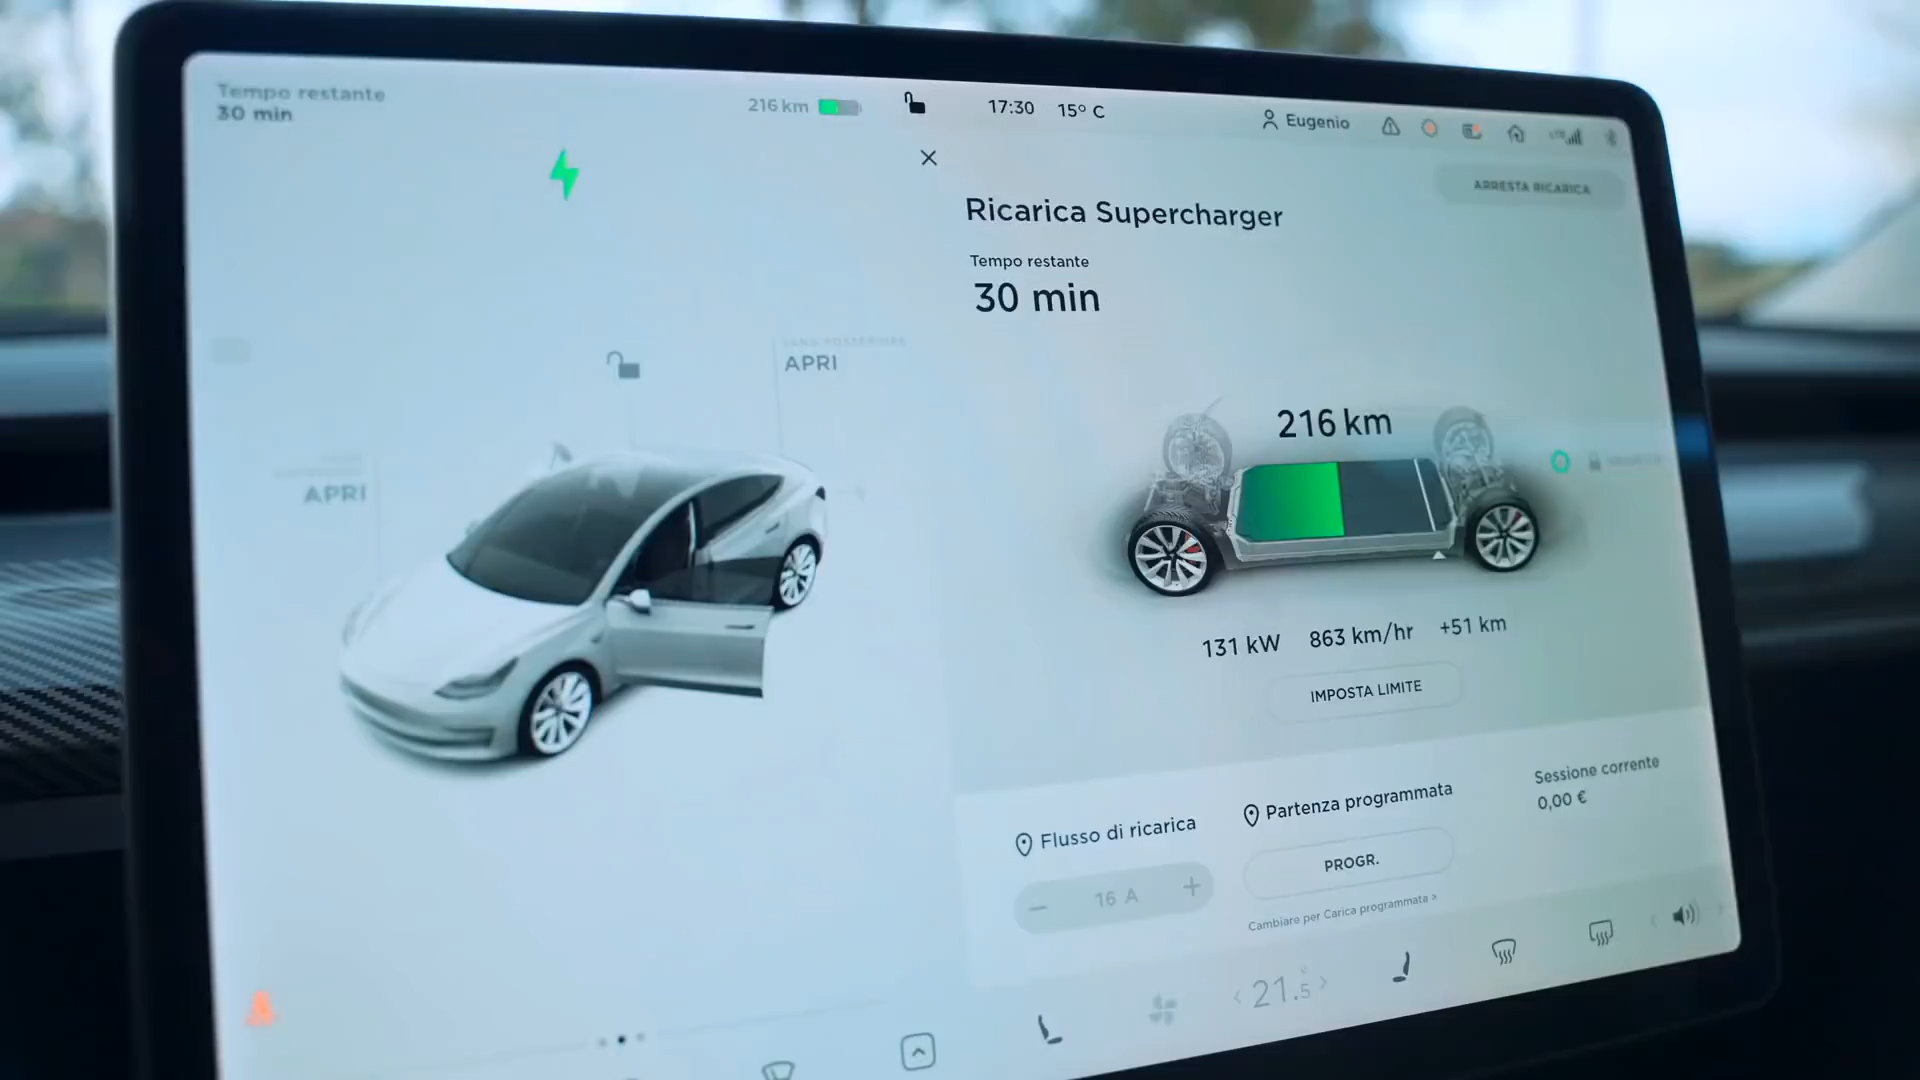 Tempo restante
30 min
216 km
17:30 15° C
Eugenio
LTE
ARRESTA RICARICA
Ricarica Supercharger
Tempo restante
30 min
APRI
APRI
216 km
131 kW 863 km/hr +51 km
IMPOSTA LIMITE
Flusso di ricarica
16 A
Partenza programmata
PROGR.
Cambiare per Carica programmata >
Sessione corrente
0,00 €
21.5